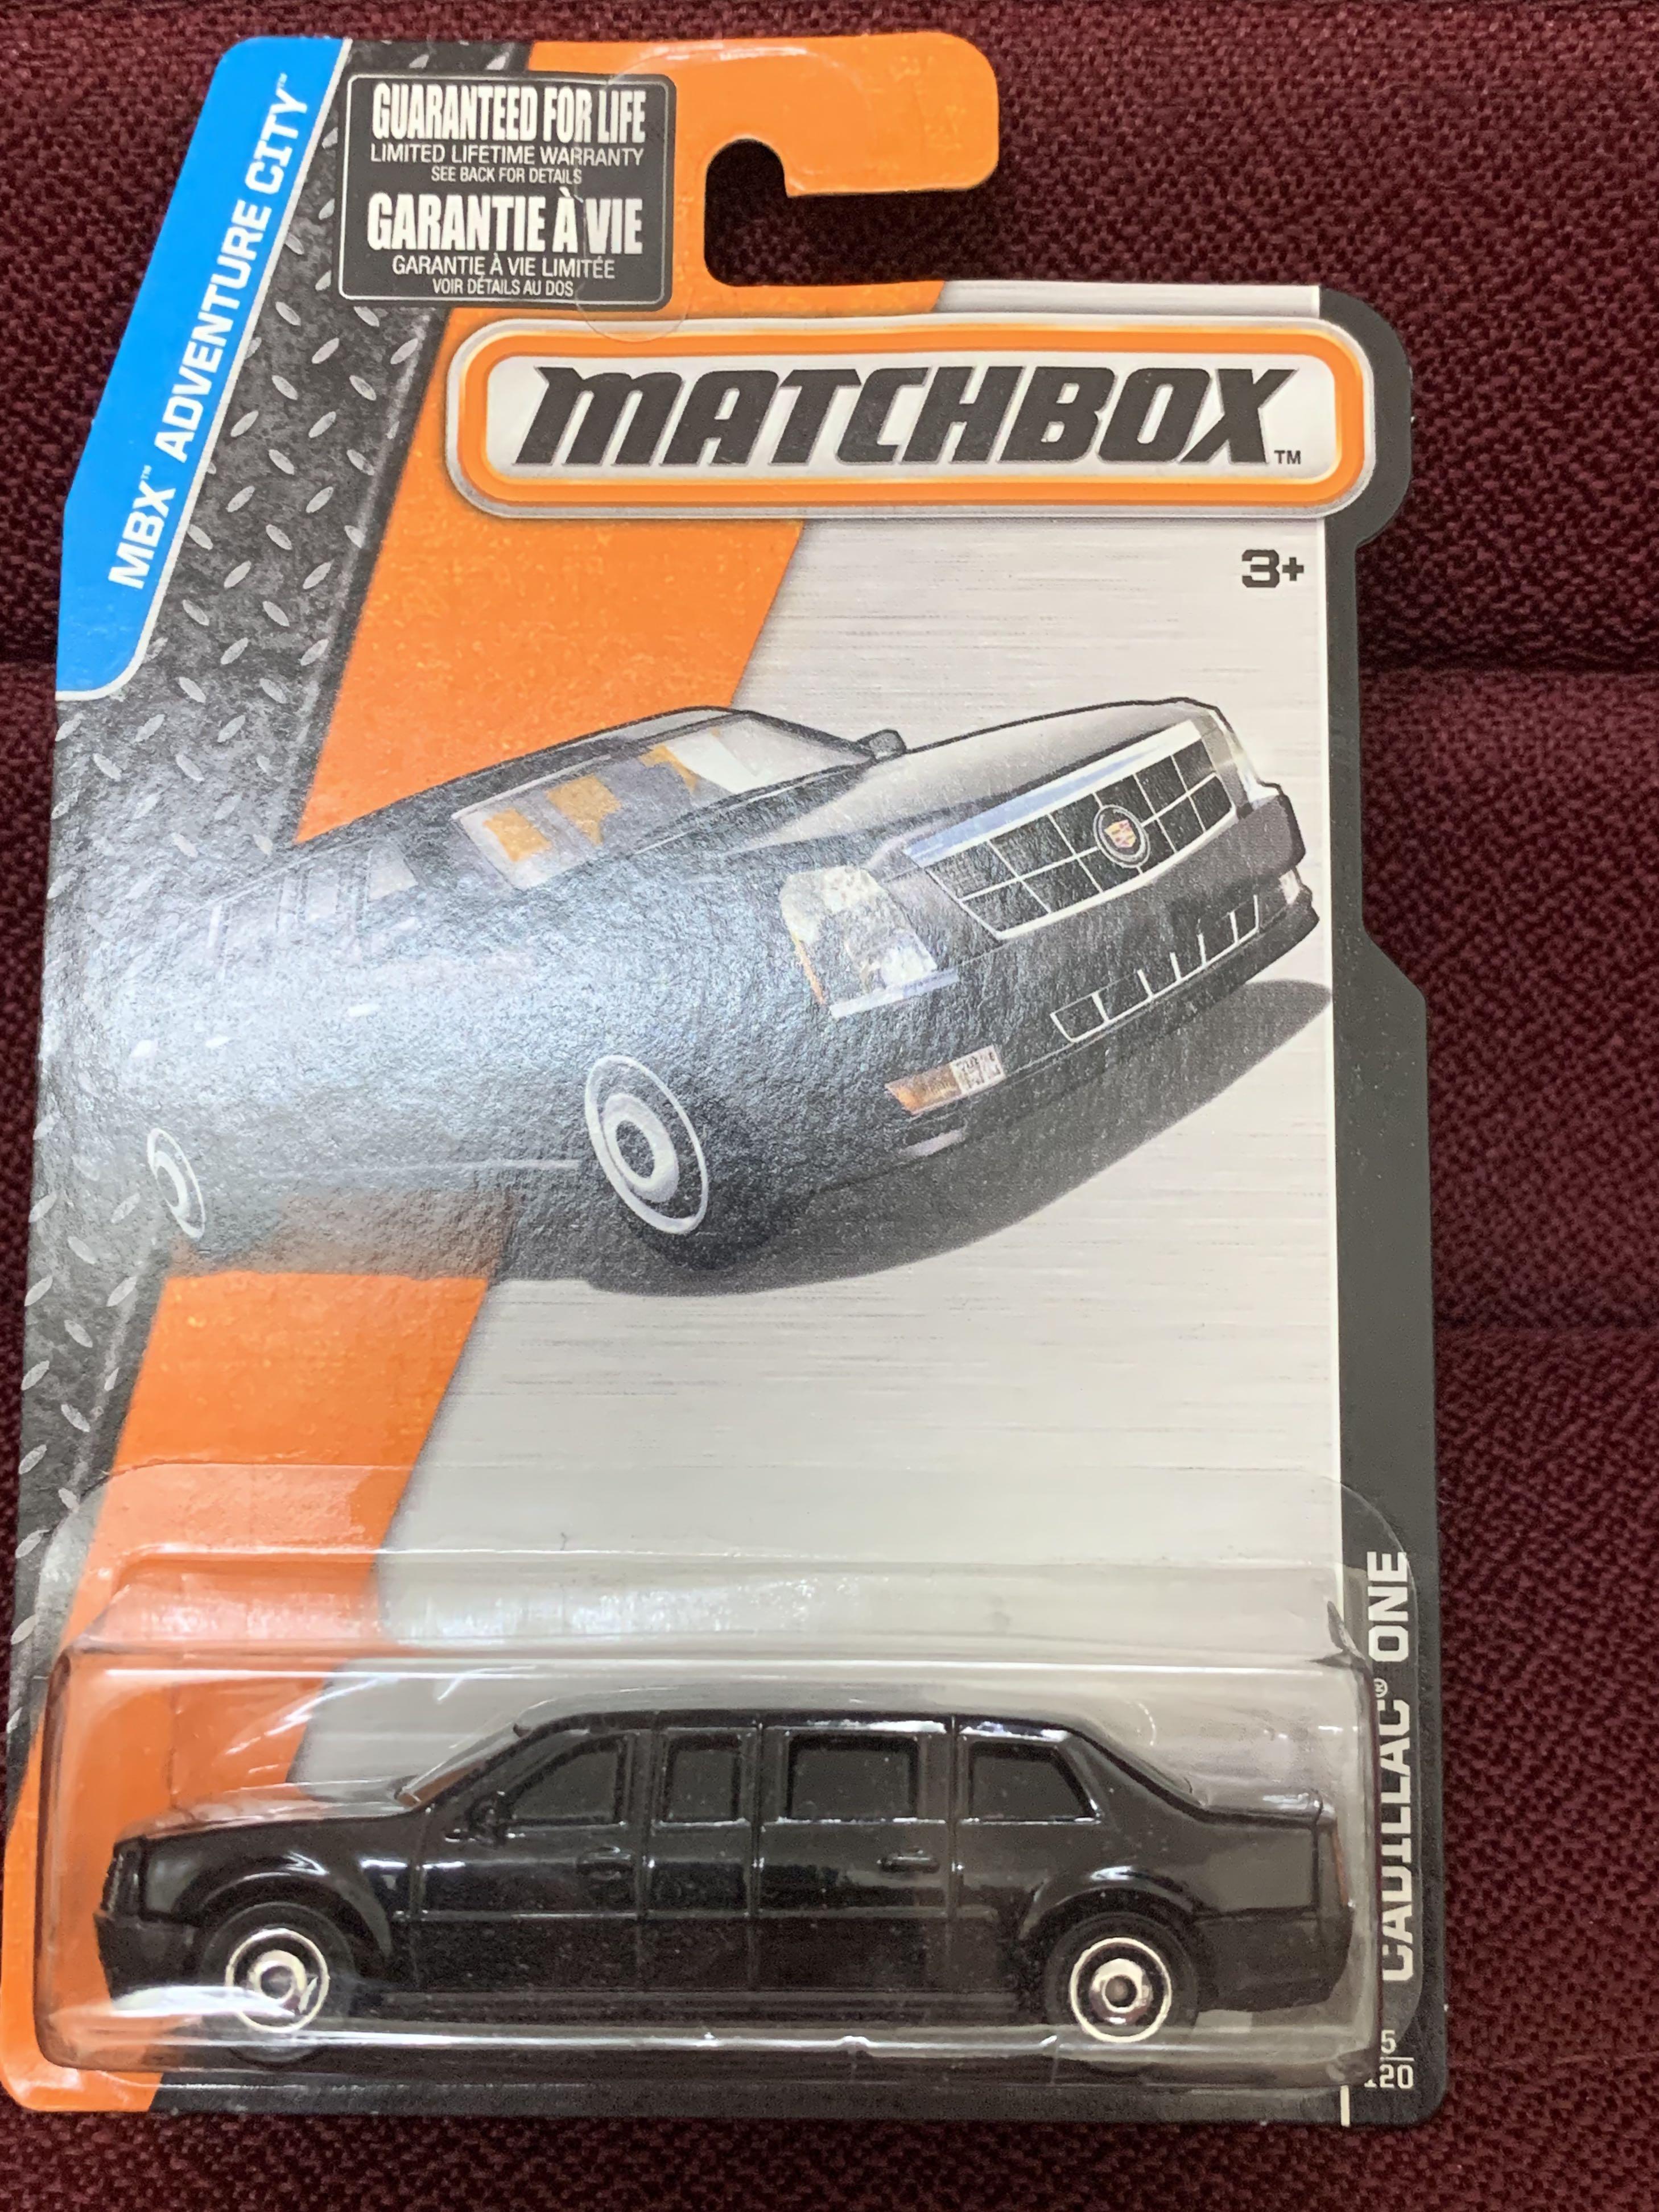 GUARANTEED FOR LIFE
LIMITED LIFETIME WARRANTY
SEE BACK FOR DETAILS
GARANTIE À VIE
GARANTIE À VIE LIMITÉE
VOIR DÉTAILS AU DOS
MBX™ ADVENTURE CITY™
MATCHBOX™
3+
CADILLAC® ONE
5
120